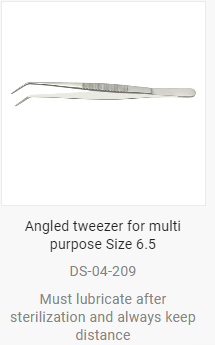 Angled tweezer for multi
purpose Size 6.5
DS-04-209
Must lubricate after
sterilization and always keep
distance